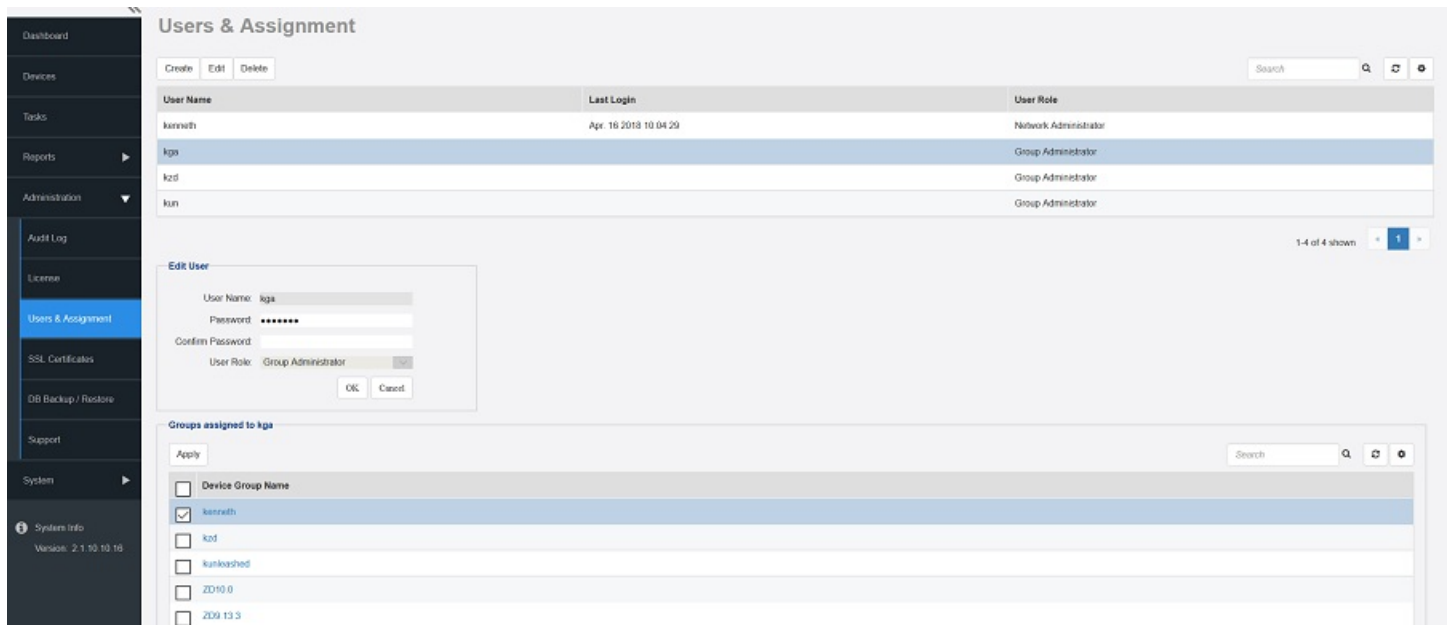 Users & Assignment
Dashboard
Devices
Tasks
Reports
Administration
Audit Log
License
Users & Assignment
SSL Certificates
DB Backup / Restore
Support
System
System Info
Version: 2.1.10.10.16
Create Edit Delete Search
User Name Last Login User Role
kenneth Apr. 16 2018 10:04:29 Network Administrator
kga Group Administrator
kzd Group Administrator
kun Group Administrator
1-4 of 4 shown « 1 »
Edit User
User Name: kga
Password: •••••••
Confirm Password:
User Role: Group Administrator
OK Cancel
Groups assigned to kga
Apply Search
Device Group Name
kenneth
kzd
kunleashed
ZD10.0
ZD9.13.3